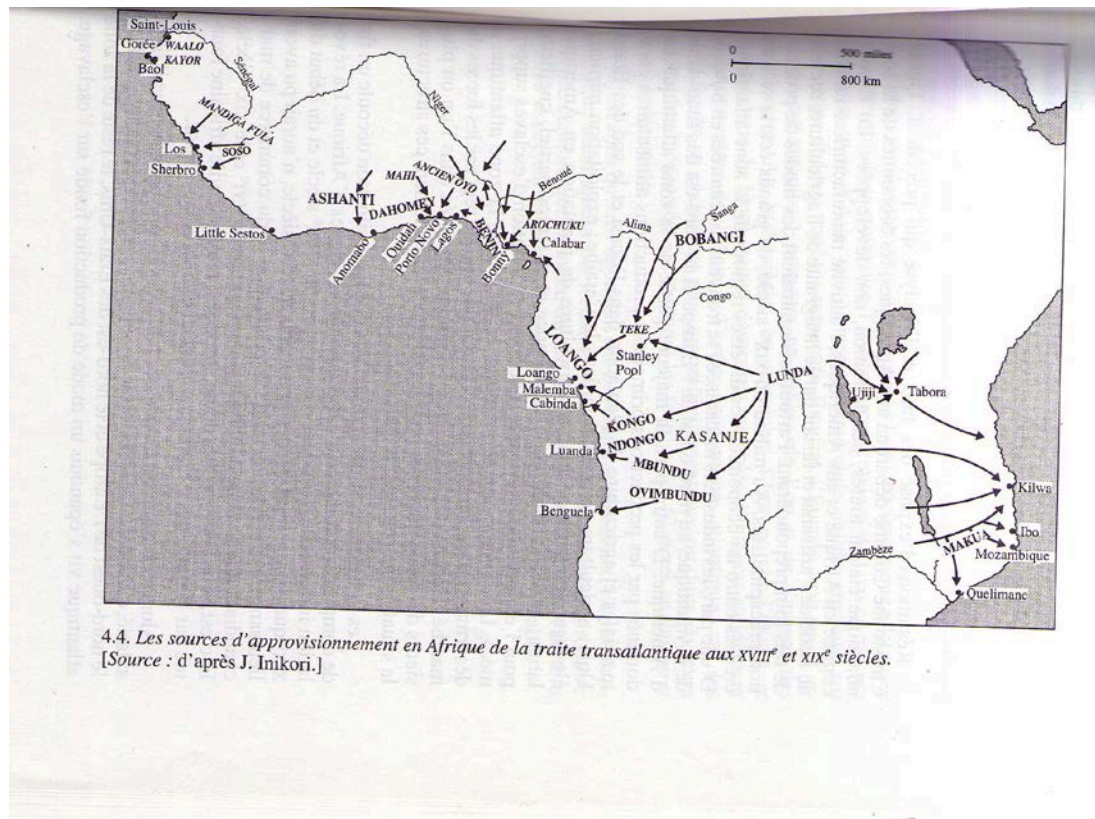 Saint-Louis
Gorée
WAALO
KAYOR
Baol
Sénégal
0 500 miles
0 800 km
MANDIGA FULA
Niger
Los
SOSO
Sherbro
ANCIEN OYO
MAHI
Benoué
ASHANTI
DAHOMEY
BENIN
AROCHUKU
Calabar
Little Sestos
Anomabo
Ouidah
Porto Novo
Lagos
Bonny
Alima
Sanga
BOBANGI
Congo
LOANGO
TEKE
Stanley
Pool
Loango
Malemba
Cabinda
LUNDA
Ujiji
Tabora
KONGO
NDONGO
KASANJE
Luanda
MBUNDU
OVIMBUNDU
Benguela
Kilwa
Ibo
MAKUA
Mozambique
Zambèze
Quelimane
4.4. Les sources d'approvisionnement en Afrique de la traite transatlantique aux XVIIIe et XIXe siècles.
[Source : d'après J. Inikori.]